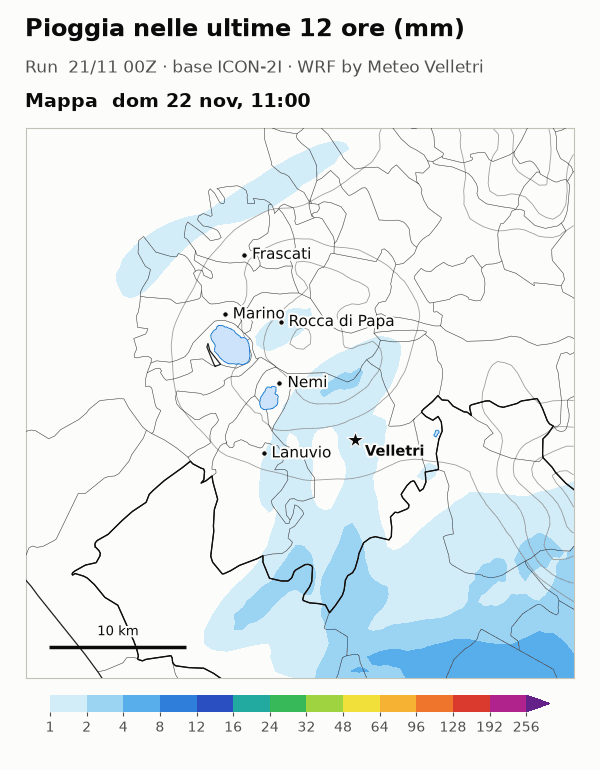 Pioggia nelle ultime 12 ore (mm)
Run  21/11 00Z · base ICON-2I · WRF by Meteo Velletri
Mappa  dom 22 nov, 11:00
Frascati
Marino
Rocca di Papa
Nemi
Velletri
Lanuvio
10 km
1 2 4 8 12 16 24 32 42 48 64 96 128 192 256